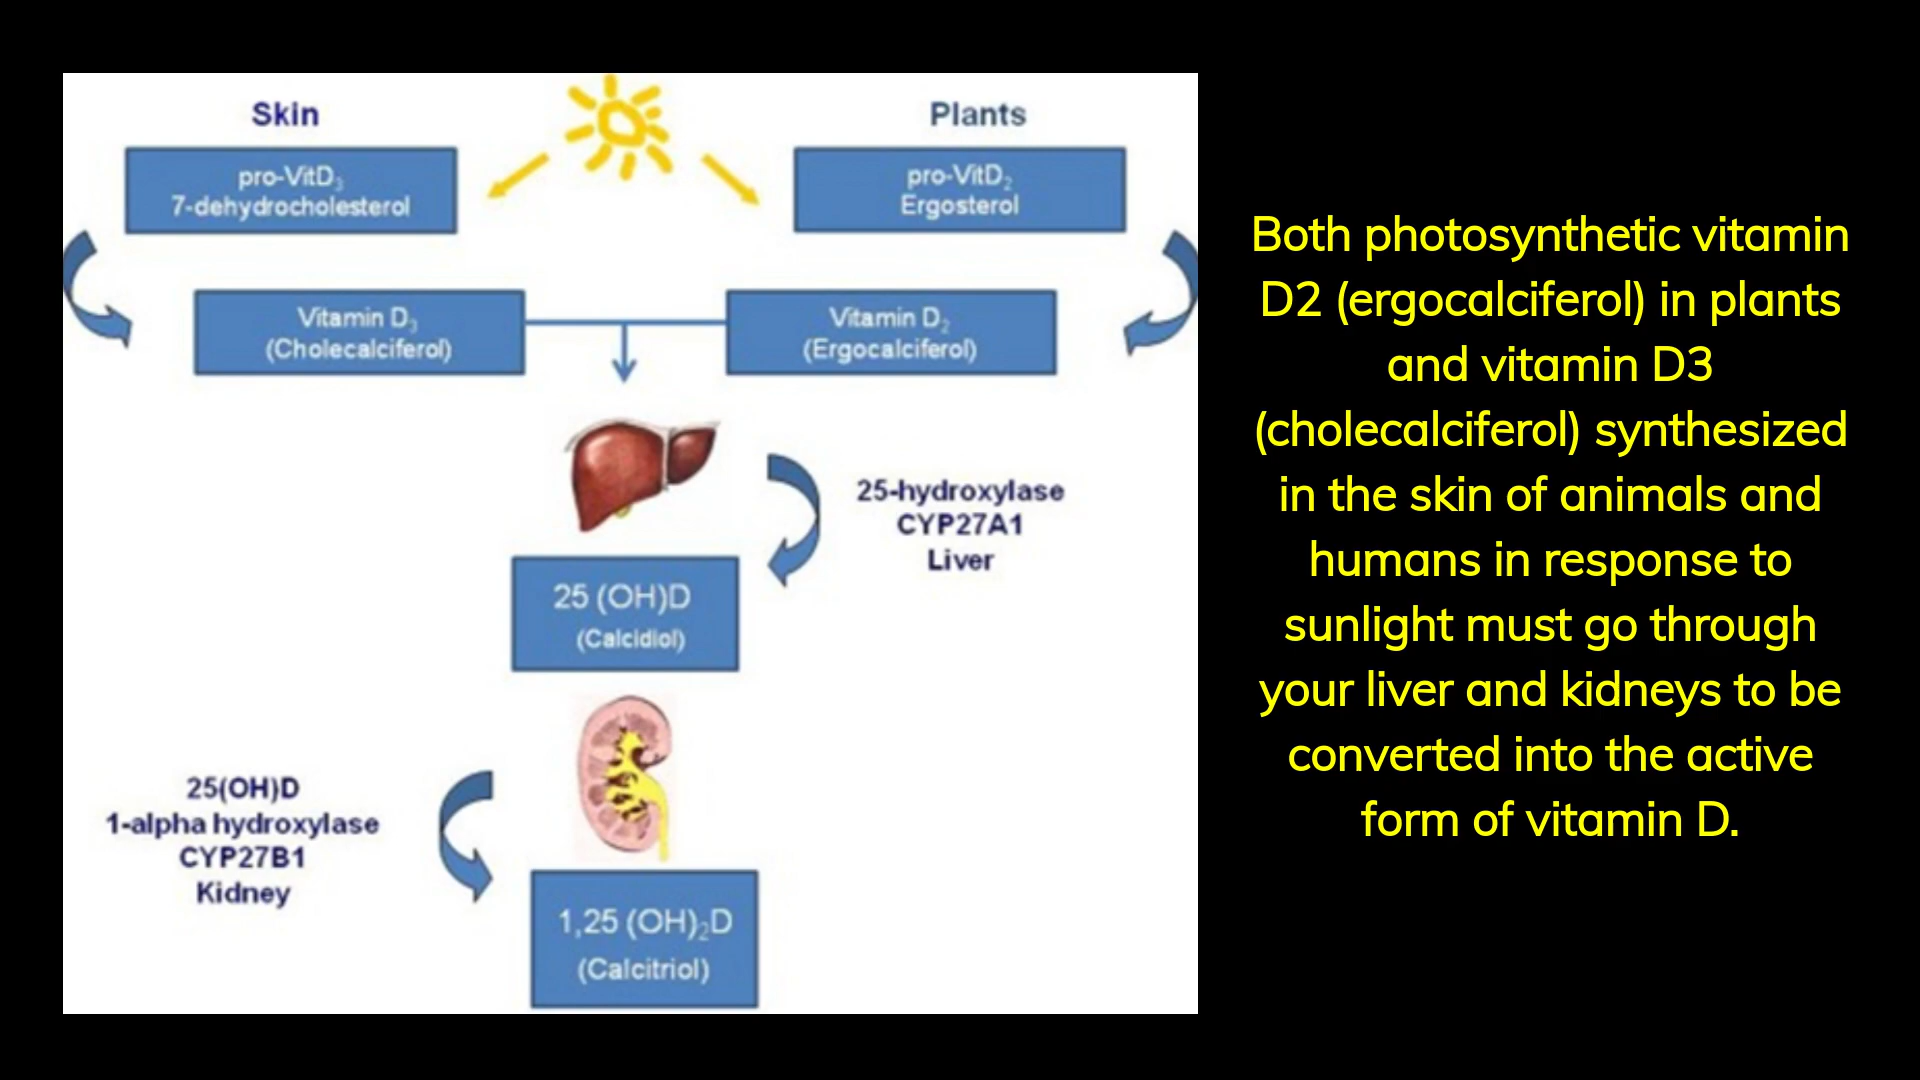 Skin
Plants
pro-VitD₃
7-dehydrocholesterol
pro-VitD₂
Ergosterol
Vitamin D₃
(Cholecalciferol)
Vitamin D₂
(Ergocalciferol)
25-hydroxylase
CYP27A1
Liver
25 (OH)D
(Calcidiol)
25(OH)D
1-alpha hydroxylase
CYP27B1
Kidney
1,25 (OH)₂D
(Calcitriol)
Both photosynthetic vitamin
D2 (ergocalciferol) in plants
and vitamin D3
(cholecalciferol) synthesized
in the skin of animals and
humans in response to
sunlight must go through
your liver and kidneys to be
converted into the active
form of vitamin D.